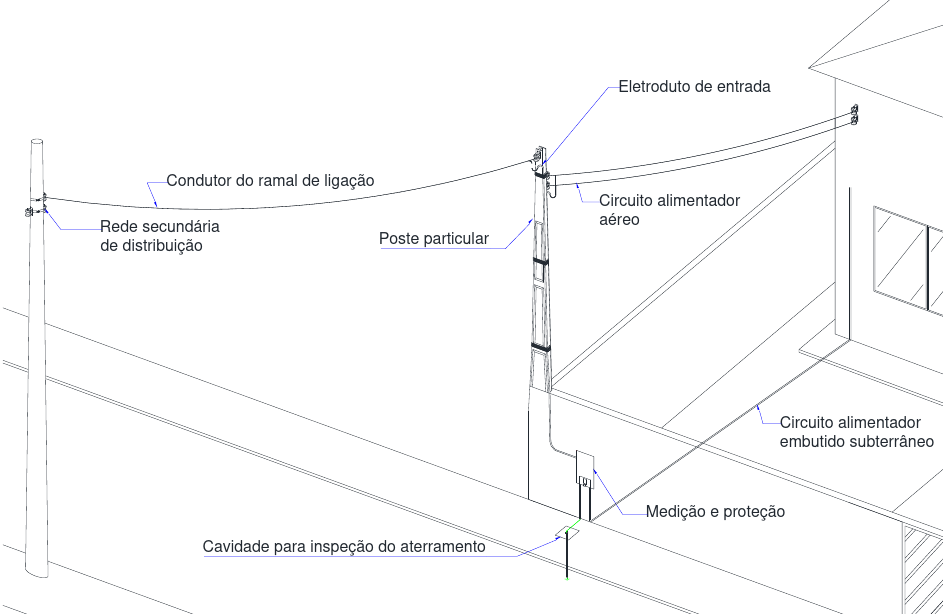 Eletroduto de entrada
Condutor do ramal de ligação
Circuito alimentador
aéreo
Rede secundária
de distribuição
Poste particular
Circuito alimentador
embutido subterrâneo
Medição e proteção
Cavidade para inspeção do aterramento